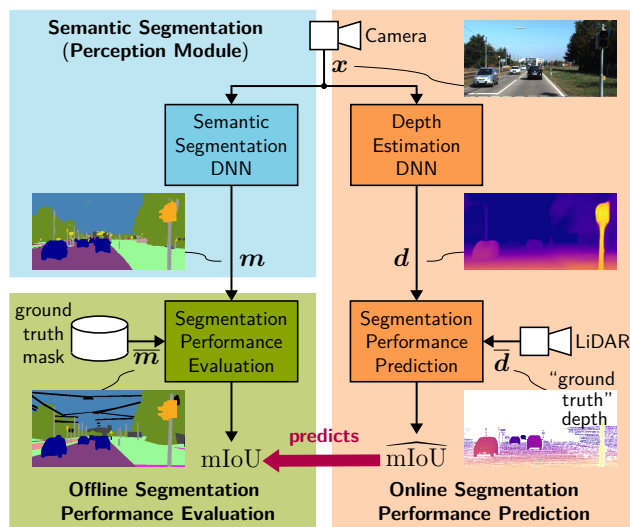 Semantic Segmentation
(Perception Module)
Camera
x
Semantic
Segmentation
DNN
Depth
Estimation
DNN
m
d
ground
truth
mask
m̅
Segmentation
Performance
Evaluation
Segmentation
Performance
Prediction
d̅
LiDAR
“ground
truth”
depth
mIoU
predicts
m̂IoU
Offline Segmentation
Performance Evaluation
Online Segmentation
Performance Prediction